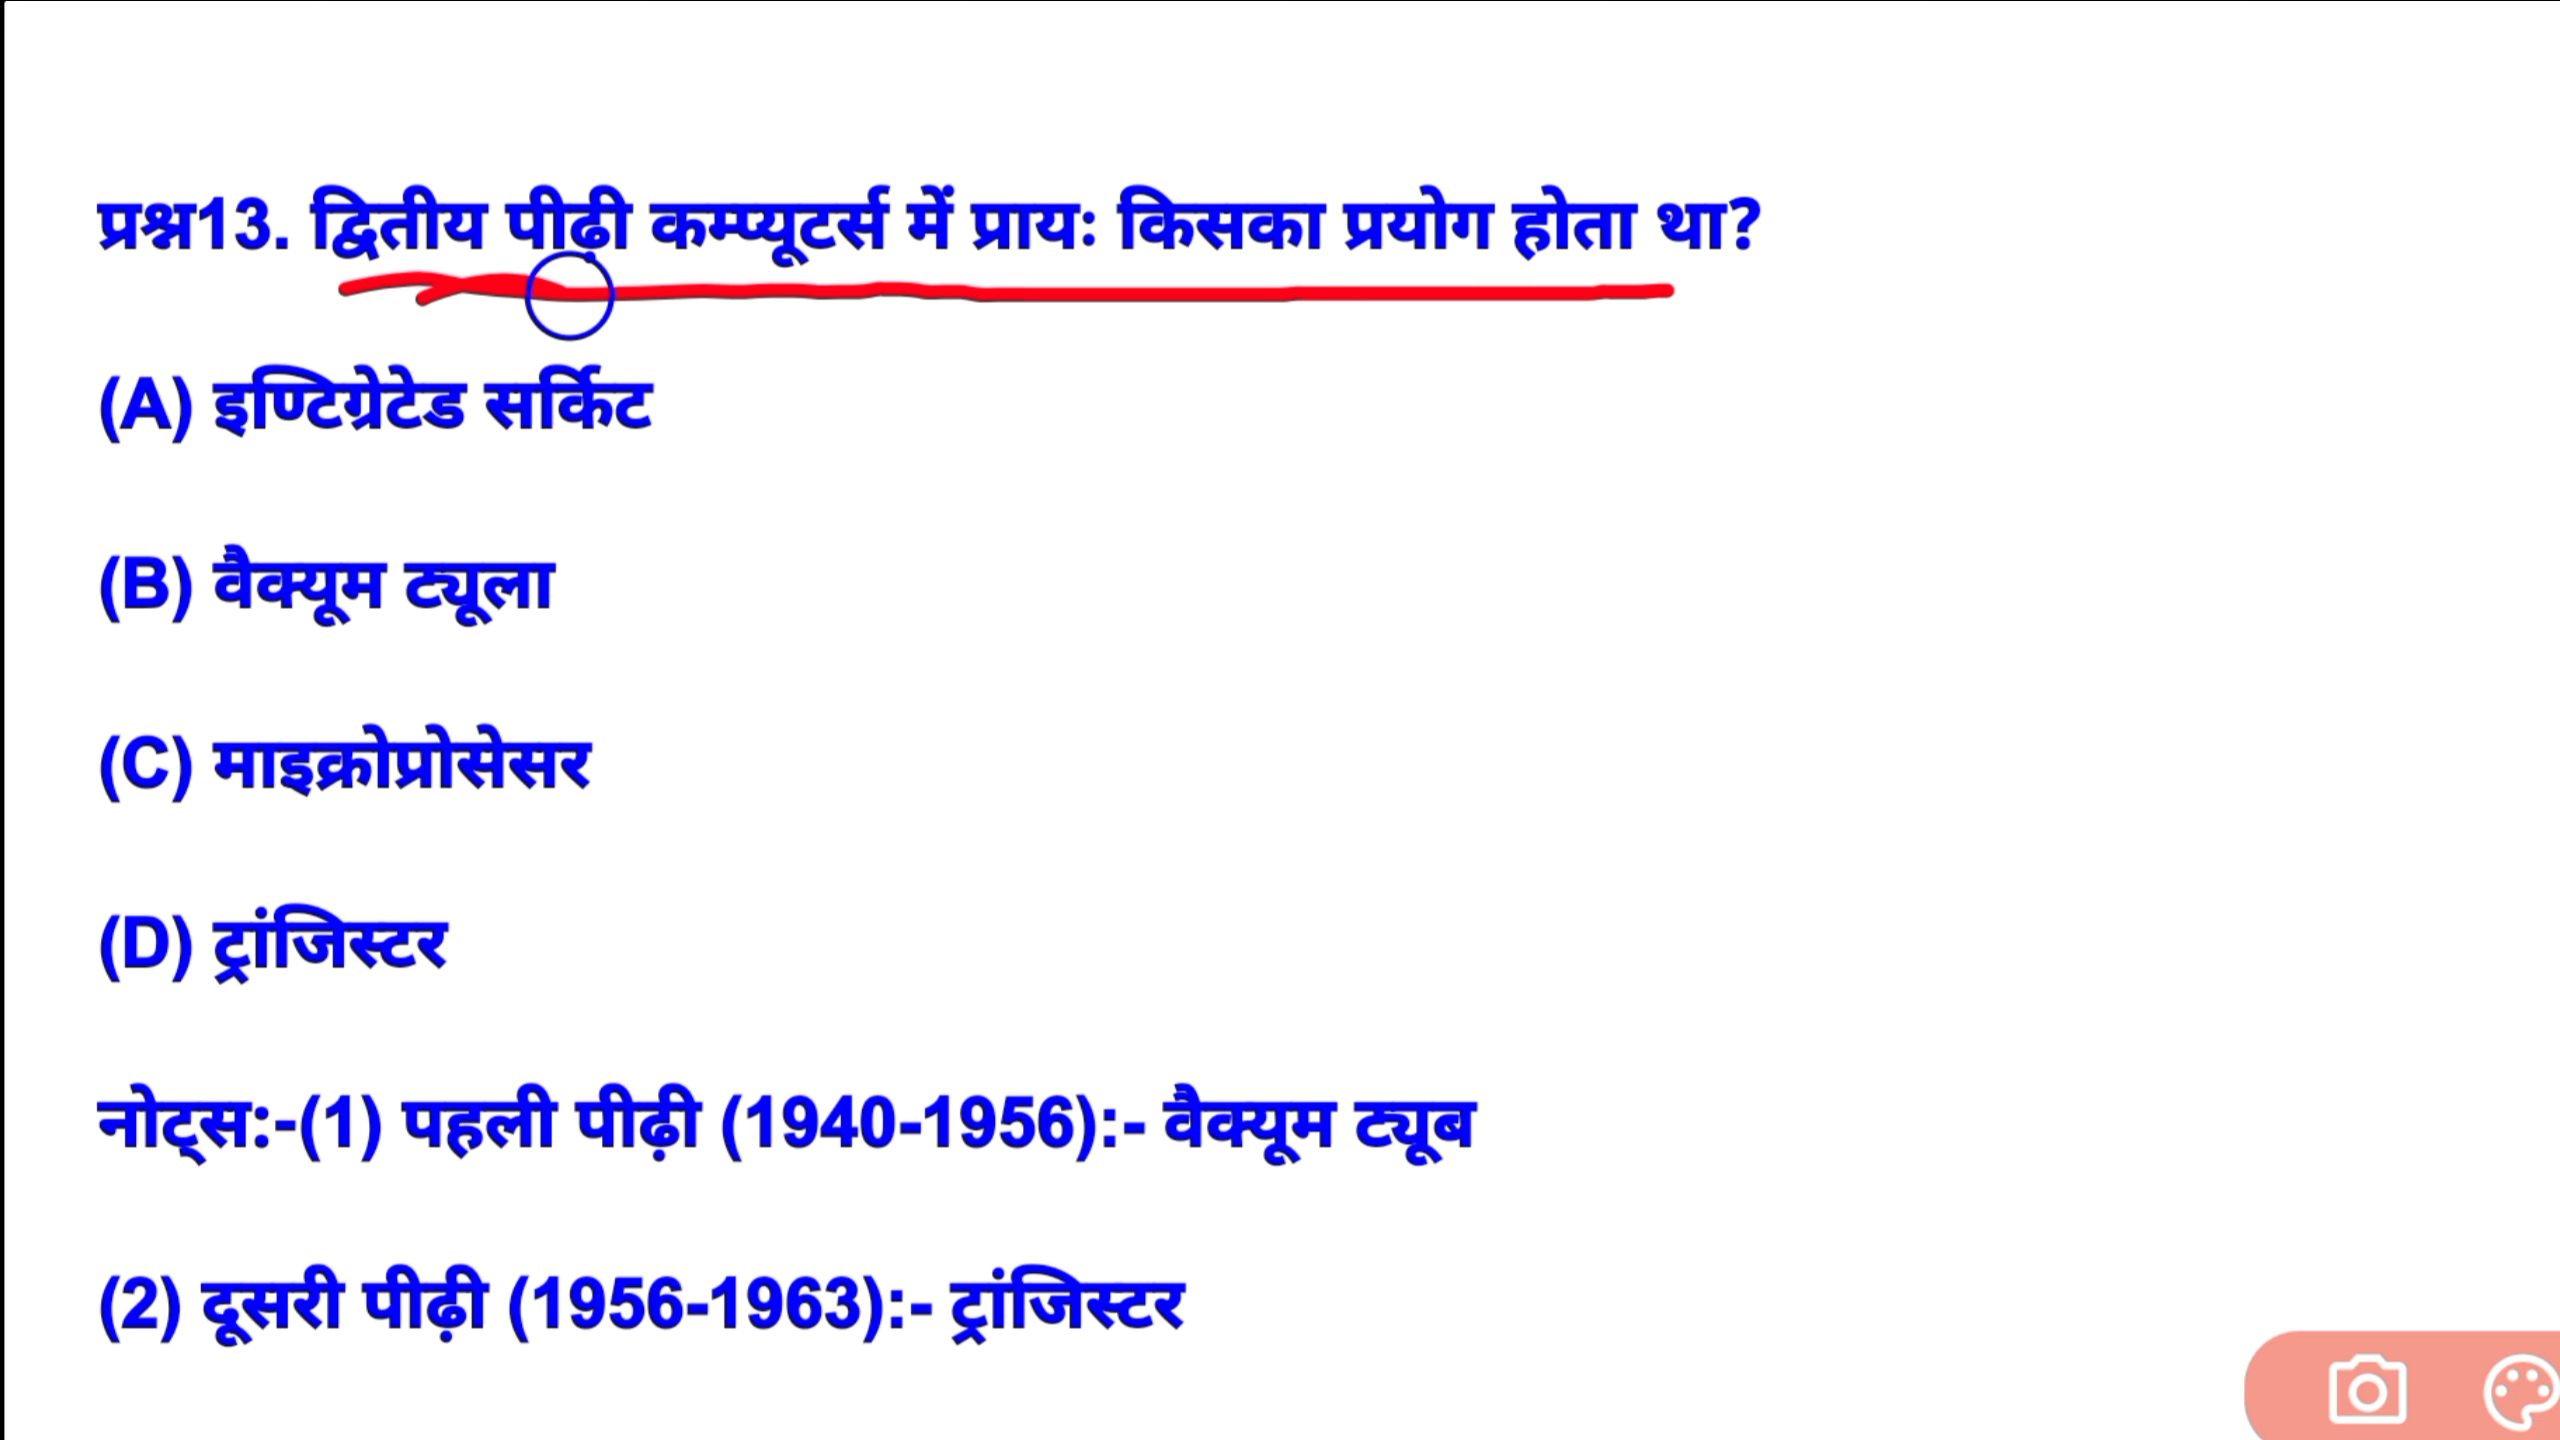 प्रश्न13. द्वितीय पीढ़ी कम्प्यूटर्स में प्रायः किसका प्रयोग होता था?
(A) इण्टिग्रेटेड सर्किट
(B) वैक्यूम ट्यूला
(C) माइक्रोप्रोसेसर
(D) ट्रांजिस्टर
नोट्स:-(1) पहली पीढ़ी (1940-1956):- वैक्यूम ट्यूब
(2) दूसरी पीढ़ी (1956-1963):- ट्रांजिस्टर